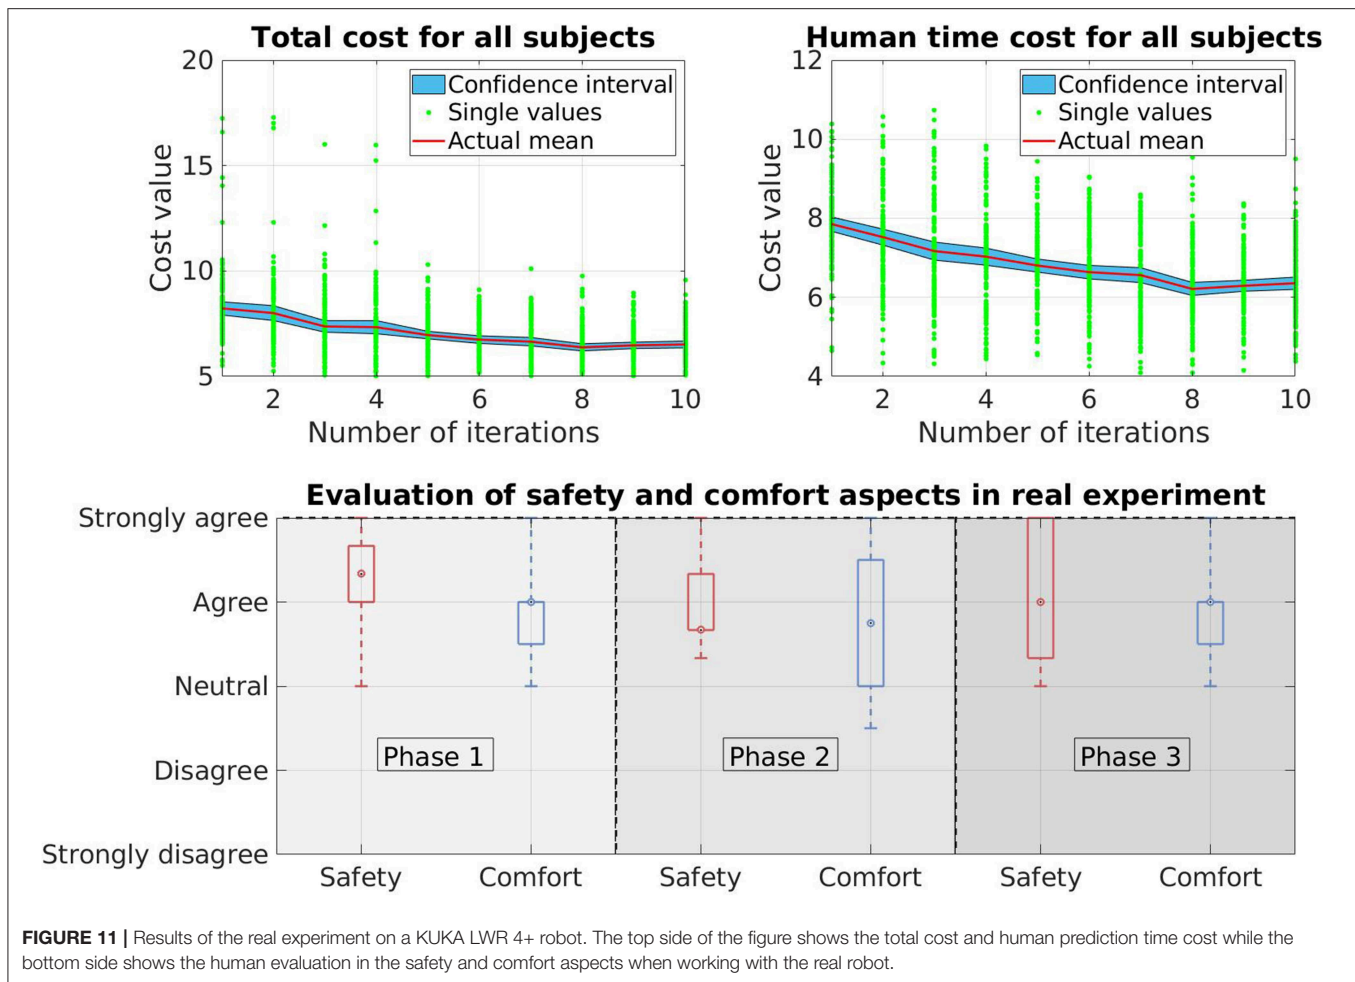 Total cost for all subjects
20
15
10
5
Cost value
Confidence interval
Single values
Actual mean
2 4 6 8 10
Number of iterations
Human time cost for all subjects
12
10
8
6
4
Cost value
Confidence interval
Single values
Actual mean
2 4 6 8 10
Number of iterations
Evaluation of safety and comfort aspects in real experiment
Strongly agree
Agree
Neutral
Disagree
Strongly disagree
Phase 1 Phase 2 Phase 3
Safety Comfort Safety Comfort Safety Comfort
FIGURE 11 | Results of the real experiment on a KUKA LWR 4+ robot. The top side of the figure shows the total cost and human prediction time cost while the
bottom side shows the human evaluation in the safety and comfort aspects when working with the real robot.